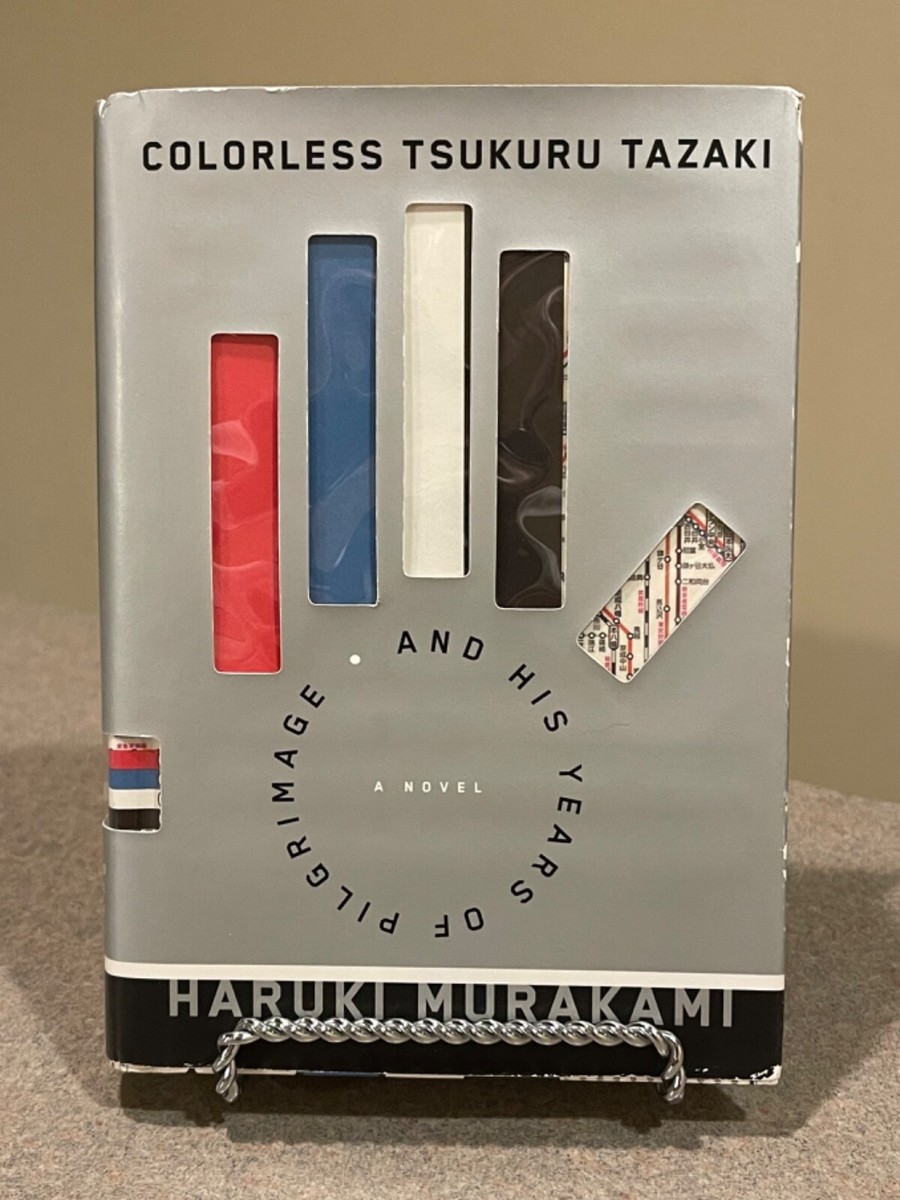 COLORLESS TSUKURU TAZAKI
AND HIS YEARS OF PILGRIMAGE
A NOVEL
HARUKI MURAKAMI